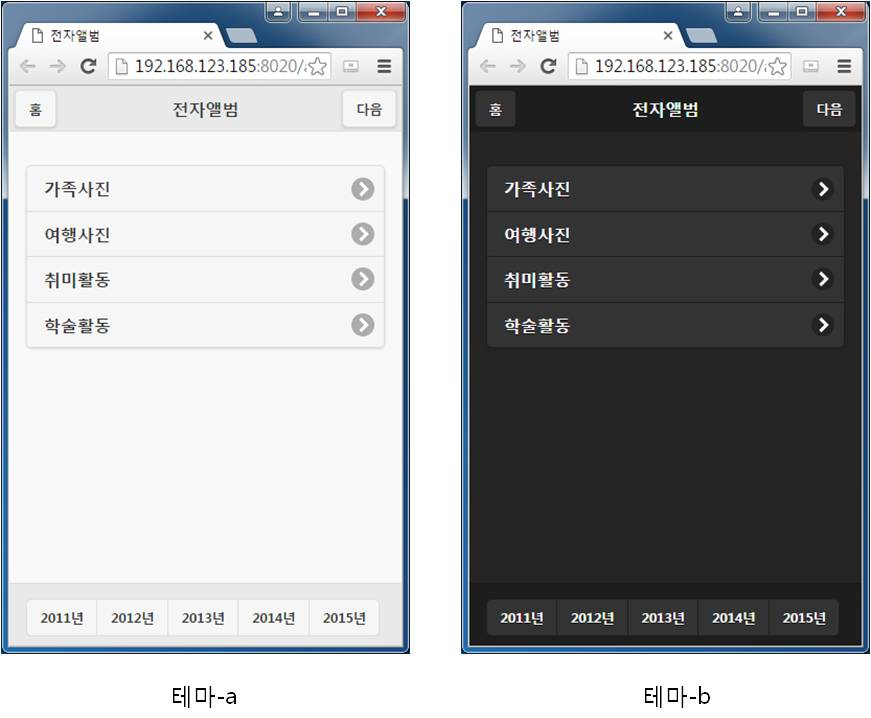 전자앨범
192.168.123.185:8020/
홈
전자앨범
다음
가족사진
여행사진
취미활동
학술활동
2011년 2012년 2013년 2014년 2015년
테마-a
전자앨범
192.168.123.185:8020/
홈
전자앨범
다음
가족사진
여행사진
취미활동
학술활동
2011년 2012년 2013년 2014년 2015년
테마-b